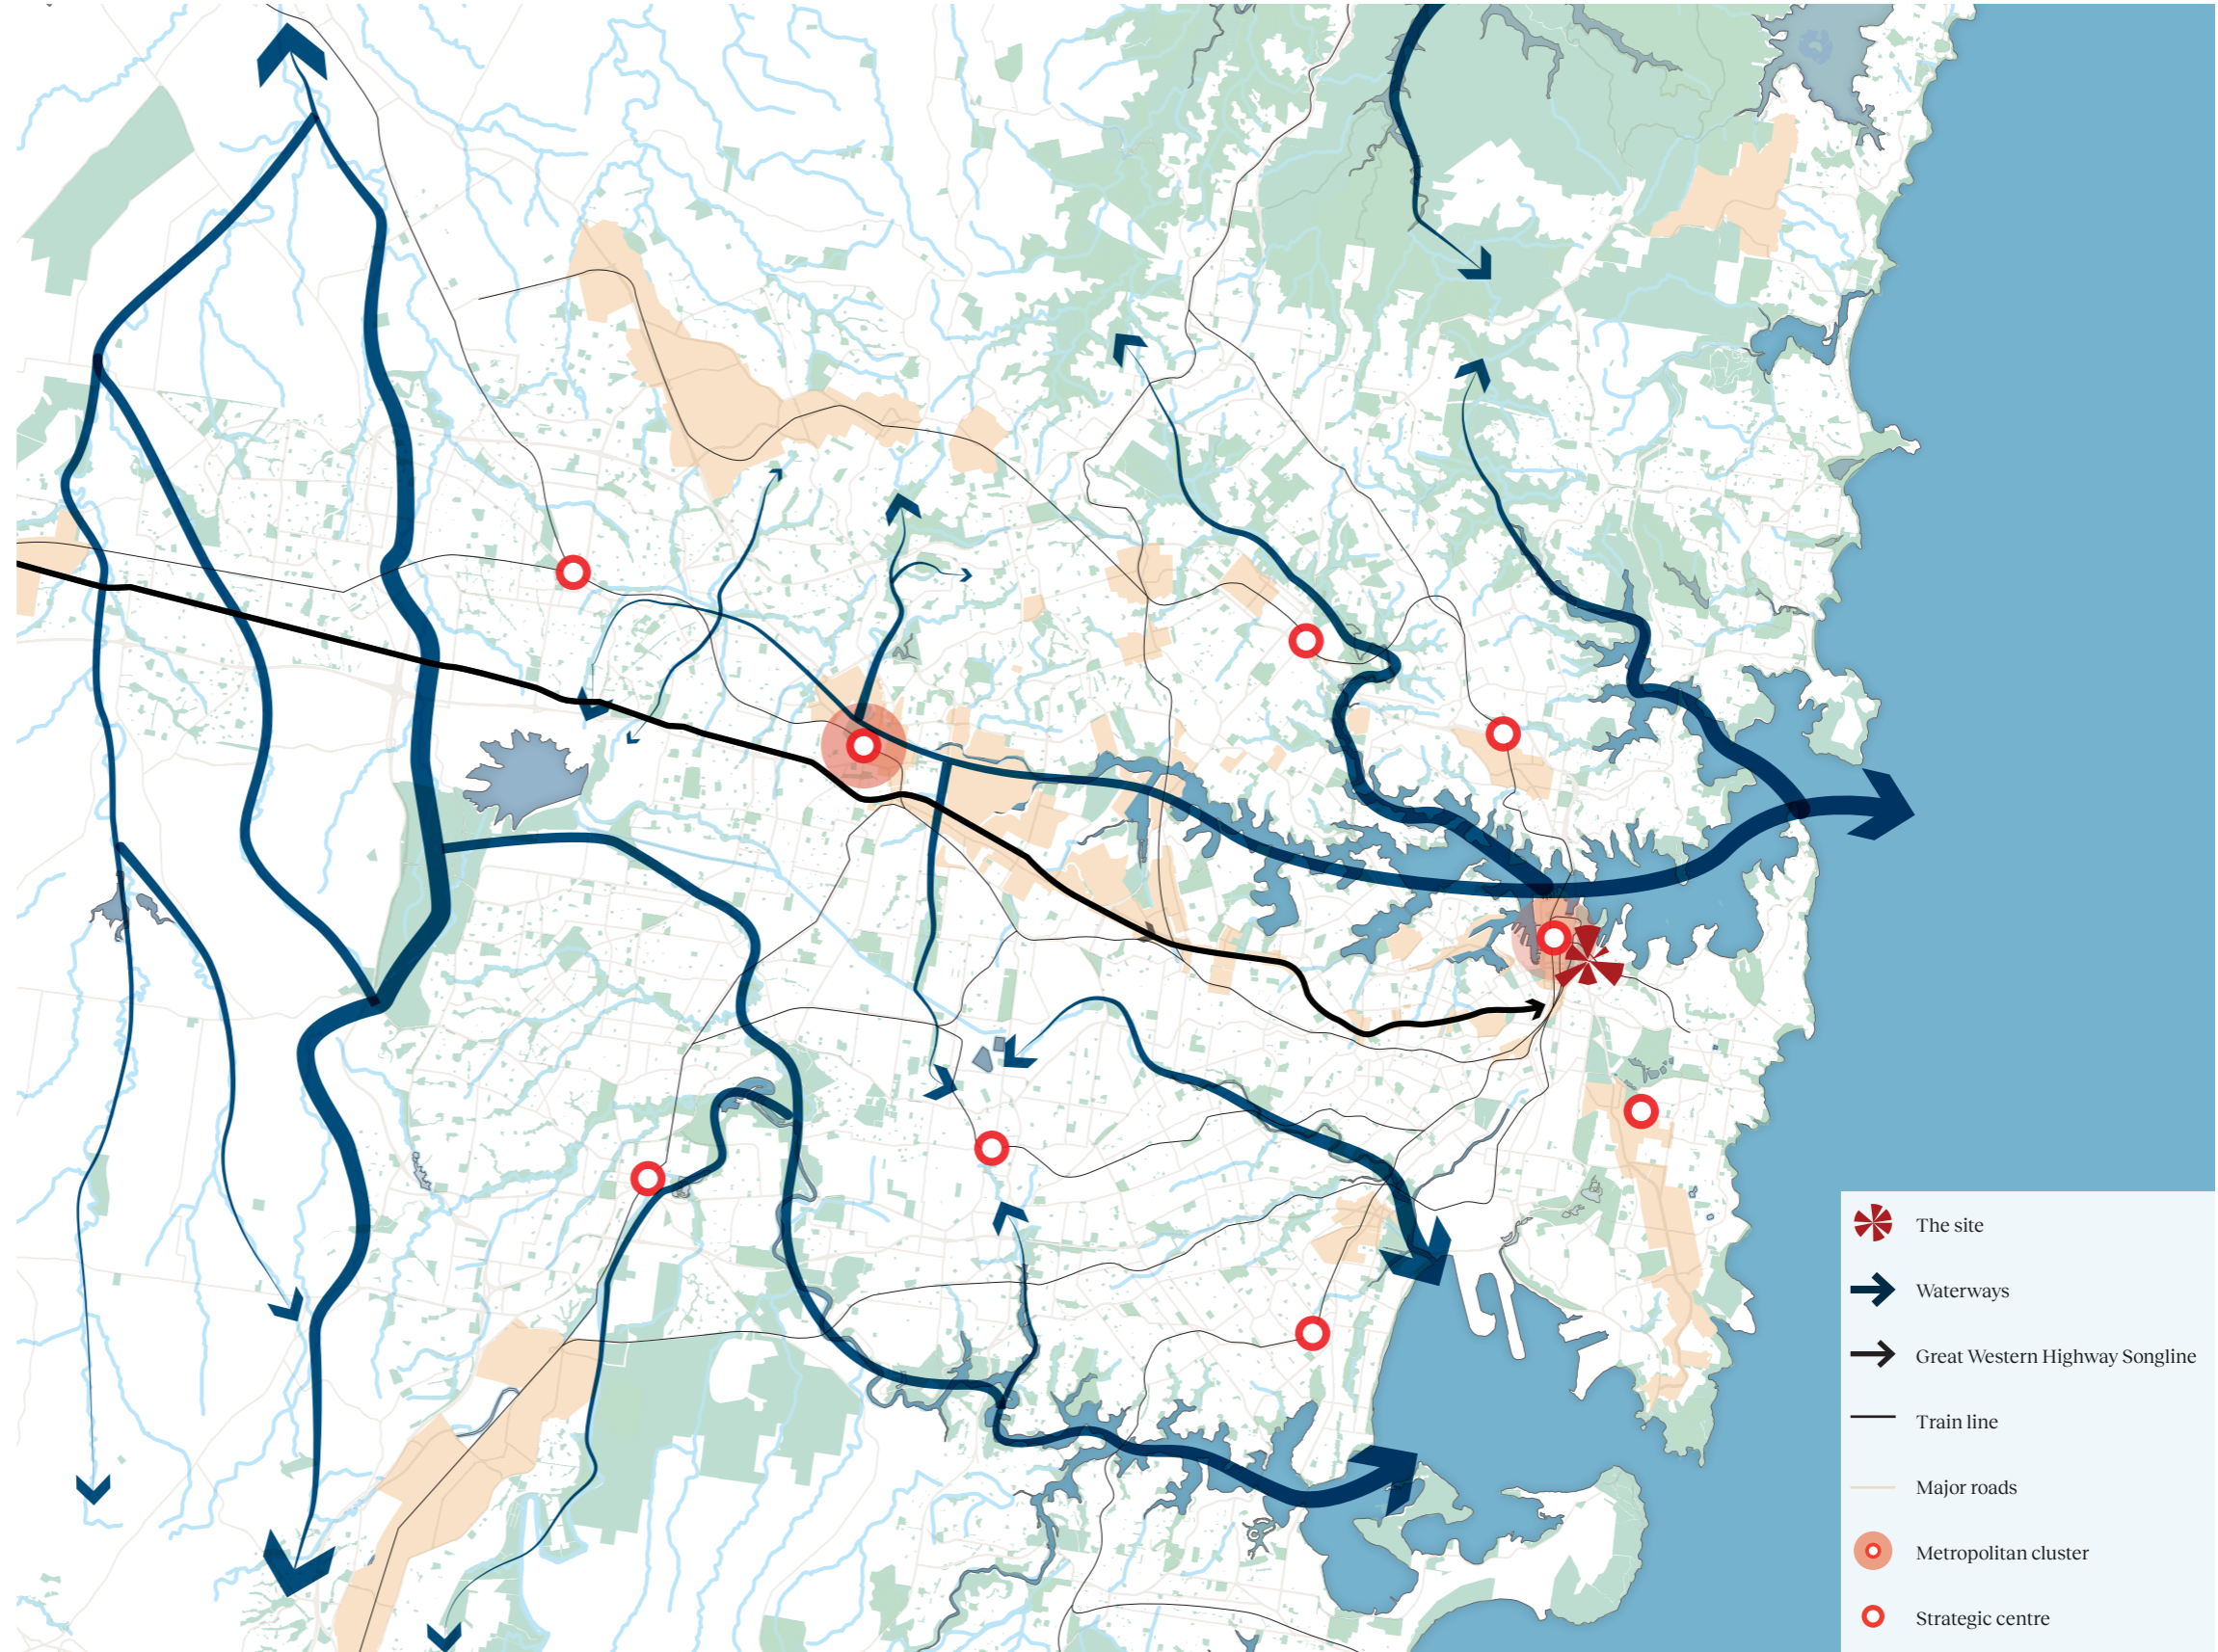 The site
Waterways
Great Western Highway Songline
Train line
Major roads
Metropolitan cluster
Strategic centre